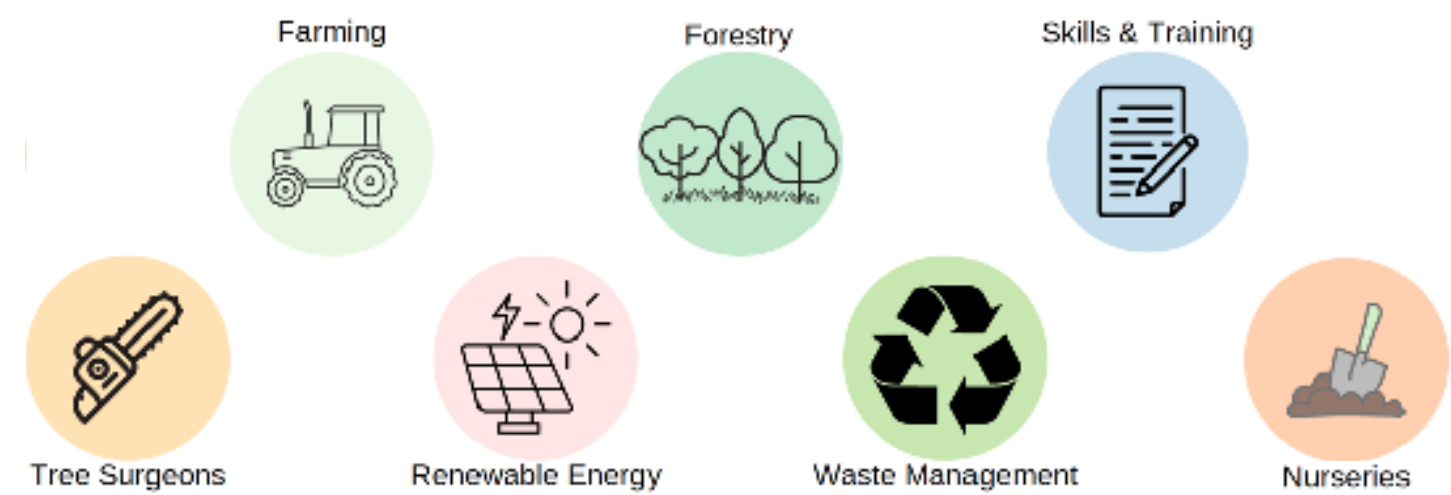 Farming
Forestry
Skills & Training
Tree Surgeons
Renewable Energy
Waste Management
Nurseries